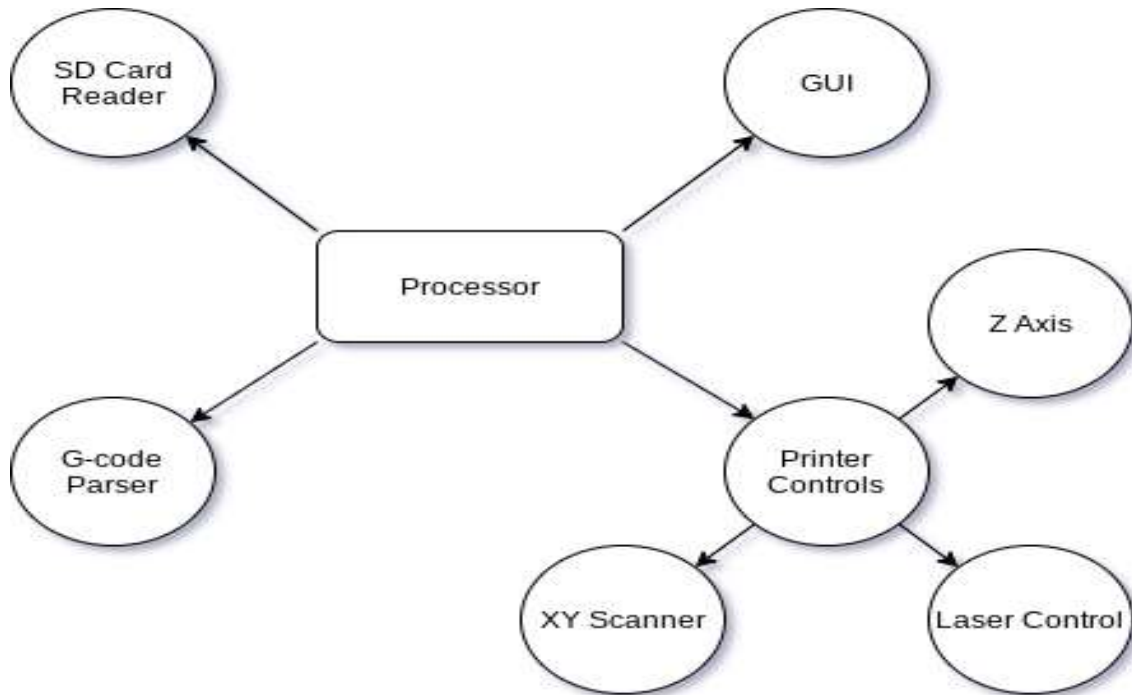 SD Card
Reader
GUI
Processor
Z Axis
G-code
Parser
Printer
Controls
XY Scanner
Laser Control